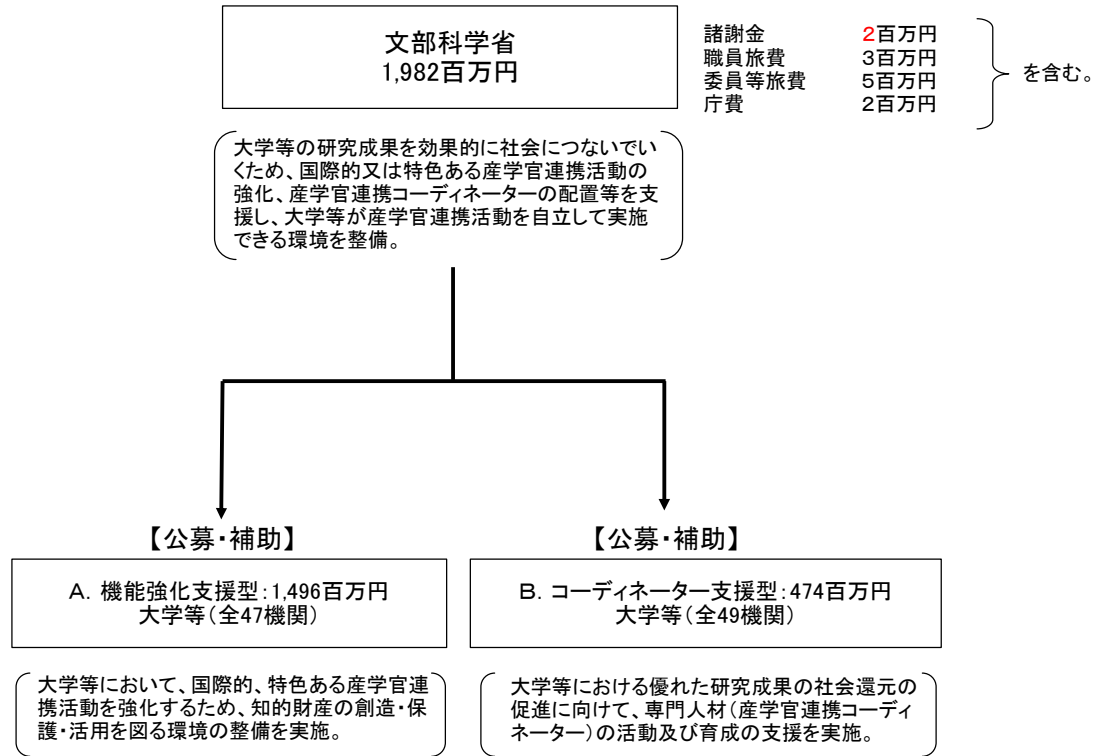 文部科学省
1,982百万円
諸謝金 2百万円
職員旅費 3百万円
委員等旅費 5百万円
庁費 2百万円
を含む。
大学等の研究成果を効果的に社会につないでい
くため、国際的又は特色ある産学官連携活動の
強化、産学官連携コーディネーターの配置等を支
援し、大学等が産学官連携活動を自立して実施
できる環境を整備。
【公募・補助】
A．機能強化支援型：1,496百万円
大学等（全47機関）
大学等において、国際的、特色ある産学官連
携活動を強化するため、知的財産の創造・保
護・活用を図る環境の整備を実施。
【公募・補助】
B．コーディネーター支援型：474百万円
大学等（全49機関）
大学等における優れた研究成果の社会還元の
促進に向けて、専門人材（産学官連携コーディ
ネーター）の活動及び育成の支援を実施。